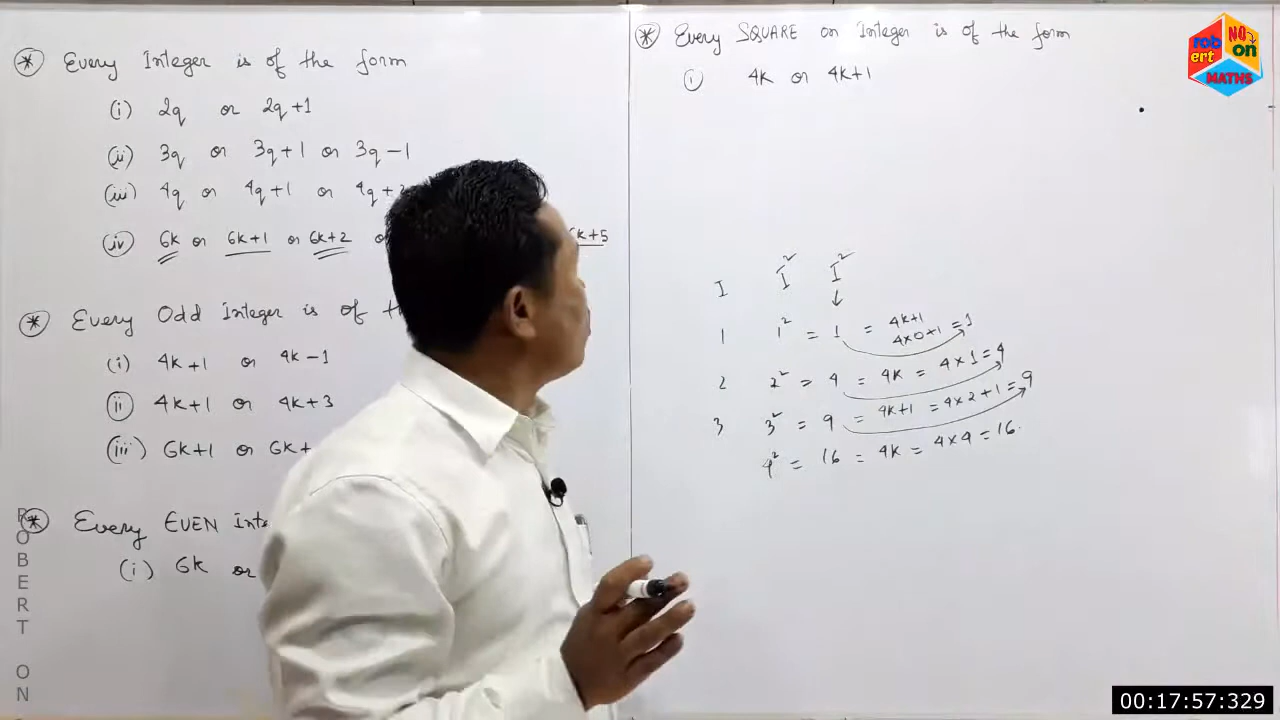 * Every Integer is of the form
(i) 2q or 2q+1
(ii) 3q or 3q+1 or 3q-1
(iii) 4q or 4q+1 or 4q+
(iv) 6k or 6k+1 or 6k+2 k+5
* Every Odd Integer is of
(i) 4k+1 or 4k-1
(ii) 4k+1 or 4k+3
(iii) 6k+1 or 6k+
* Every EVEN
(i) 6k or
* Every SQUARE on Integer is of the form
(i) 4k or 4k+1
I I² I²
↓
1 1² = 1 = 4k+1
4×0+1 = 1
2 2² = 4 = 4k = 4×1 = 4
3 3² = 9 = 4k+1 = 4×2+1 = 9
4² = 16 = 4k = 4×4 = 16.
robert NO on MATHS
ROBERT ON
00:17:57:329